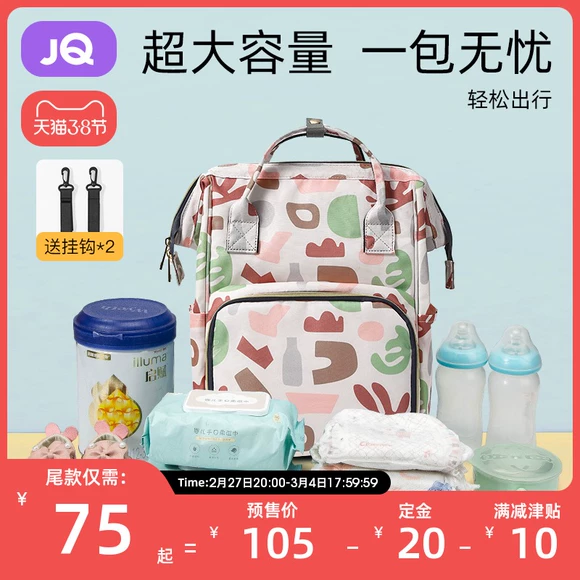 JQ
超大容量 一包无忧
轻松出行
天猫38节
送挂钩*2
illuma
启赋
尾款仅需:
¥75起
=
Time:2月27日20:00-3月4日17:59:59
预售价
¥105
-
定金
¥20
-
满减津贴
¥10